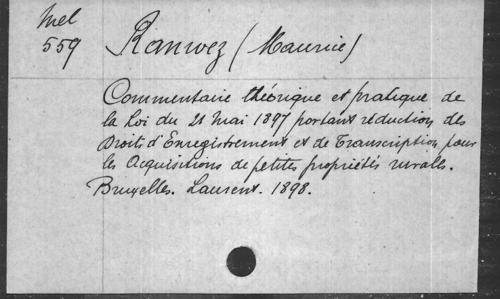 Mel
559
Ranwez (Maurice)
Commentaire théorique et pratique de
la Loi du 21 Mai 1897 portant réduction des
Droits d'Enregistrement et de Transcription pour
les Acquisitions de petites propriétés rurales.
Bruxelles. Laurent. 1898.